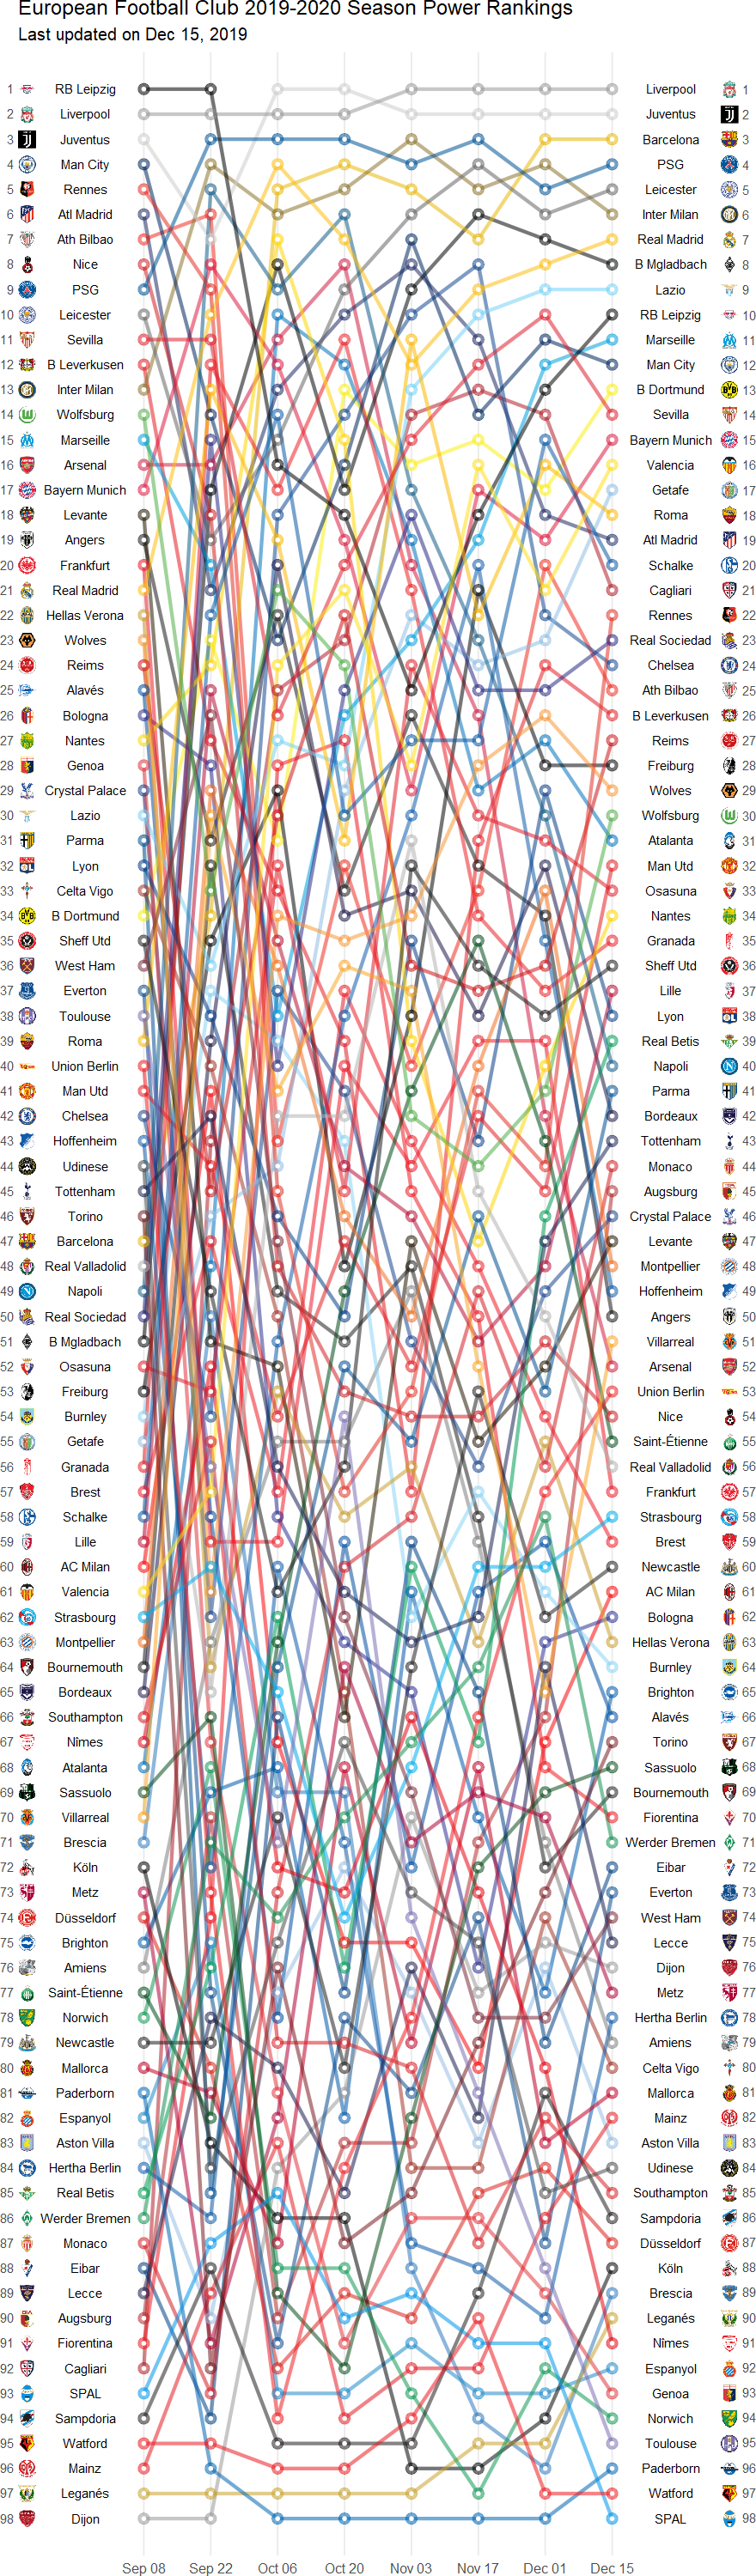 European Football Club 2019-2020 Season Power Rankings
Last updated on Dec 15, 2019
1 RB Leipzig Liverpool 1
2 Liverpool Juventus 2
3 Juventus Barcelona 3
4 Man City PSG 4
5 Rennes Leicester 5
6 Atl Madrid Inter Milan 6
7 Ath Bilbao Real Madrid 7
8 Nice B Mgladbach 8
9 PSG Lazio 9
10 Leicester RB Leipzig 10
11 Sevilla Marseille 11
12 B Leverkusen Man City 12
13 Inter Milan B Dortmund 13
14 Wolfsburg Sevilla 14
15 Marseille Bayern Munich 15
16 Arsenal Valencia 16
17 Bayern Munich Getafe 17
18 Levante Roma 18
19 Angers Atl Madrid 19
20 Frankfurt Schalke 20
21 Real Madrid Cagliari 21
22 Hellas Verona Rennes 22
23 Wolves Real Sociedad 23
24 Reims Chelsea 24
25 Alavés Ath Bilbao 25
26 Bologna B Leverkusen 26
27 Nantes Reims 27
28 Genoa Freiburg 28
29 Crystal Palace Wolves 29
30 Lazio Wolfsburg 30
31 Parma Atalanta 31
32 Lyon Man Utd 32
33 Celta Vigo Osasuna 33
34 B Dortmund Nantes 34
35 Sheff Utd Granada 35
36 West Ham Sheff Utd 36
37 Everton Lille 37
38 Toulouse Lyon 38
39 Roma Real Betis 39
40 Union Berlin Napoli 40
41 Man Utd Parma 41
42 Chelsea Bordeaux 42
43 Hoffenheim Tottenham 43
44 Udinese Monaco 44
45 Tottenham Augsburg 45
46 Torino Crystal Palace 46
47 Barcelona Levante 47
48 Real Valladolid Montpellier 48
49 Napoli Hoffenheim 49
50 Real Sociedad Angers 50
51 B Mgladbach Villarreal 51
52 Osasuna Arsenal 52
53 Freiburg Union Berlin 53
54 Burnley Nice 54
55 Getafe Saint-Étienne 55
56 Granada Real Valladolid 56
57 Brest Frankfurt 57
58 Schalke Strasbourg 58
59 Lille Brest 59
60 AC Milan Newcastle 60
61 Valencia AC Milan 61
62 Strasbourg Bologna 62
63 Montpellier Hellas Verona 63
64 Bournemouth Burnley 64
65 Bordeaux Brighton 65
66 Southampton Alavés 66
67 Nîmes Torino 67
68 Atalanta Sassuolo 68
69 Sassuolo Bournemouth 69
70 Villarreal Fiorentina 70
71 Brescia Werder Bremen 71
72 Köln Eibar 72
73 Metz Everton 73
74 Düsseldorf West Ham 74
75 Brighton Lecce 75
76 Amiens Dijon 76
77 Saint-Étienne Metz 77
78 Norwich Hertha Berlin 78
79 Newcastle Amiens 79
80 Mallorca Celta Vigo 80
81 Paderborn Mallorca 81
82 Espanyol Mainz 82
83 Aston Villa Aston Villa 83
84 Hertha Berlin Udinese 84
85 Real Betis Southampton 85
86 Werder Bremen Sampdoria 86
87 Monaco Düsseldorf 87
88 Eibar Köln 88
89 Lecce Brescia 89
90 Augsburg Leganés 90
91 Fiorentina Nîmes 91
92 Cagliari Espanyol 92
93 SPAL Genoa 93
94 Sampdoria Norwich 94
95 Watford Toulouse 95
96 Mainz Paderborn 96
97 Leganés Watford 97
98 Dijon SPAL 98
Sep 08 Sep 22 Oct 06 Oct 20 Nov 03 Nov 17 Dec 01 Dec 15